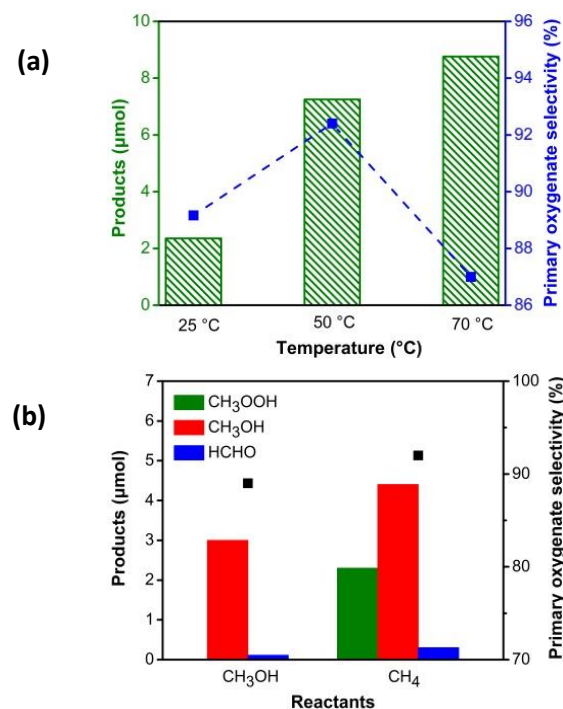 (a)
Products (μmol)
10
8
6
4
2
0
96
94
92
90
88
86
Primary oxygenate selectivity (%)
25 °C 50 °C 70 °C
Temperature (°C)
(b)
Products (μmol)
7
6
5
4
3
2
1
0
CH₃OOH
CH₃OH
HCHO
100
90
80
70
Primary oxygenate selectivity (%)
CH₃OH CH₄
Reactants